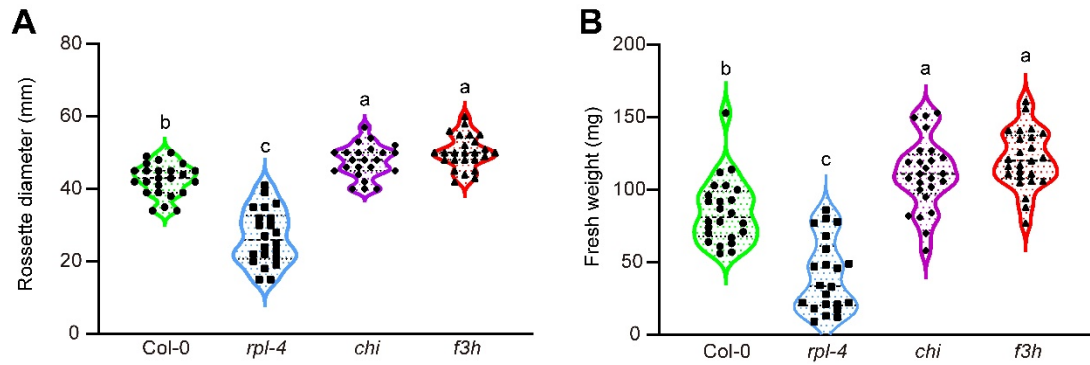 A
Rossette diameter (mm)
80
60
40
20
0
b
c
a
a
Col-0
rpl-4
chi
f3h
B
Fresh weight (mg)
200
150
100
50
0
b
c
a
a
Col-0
rpl-4
chi
f3h